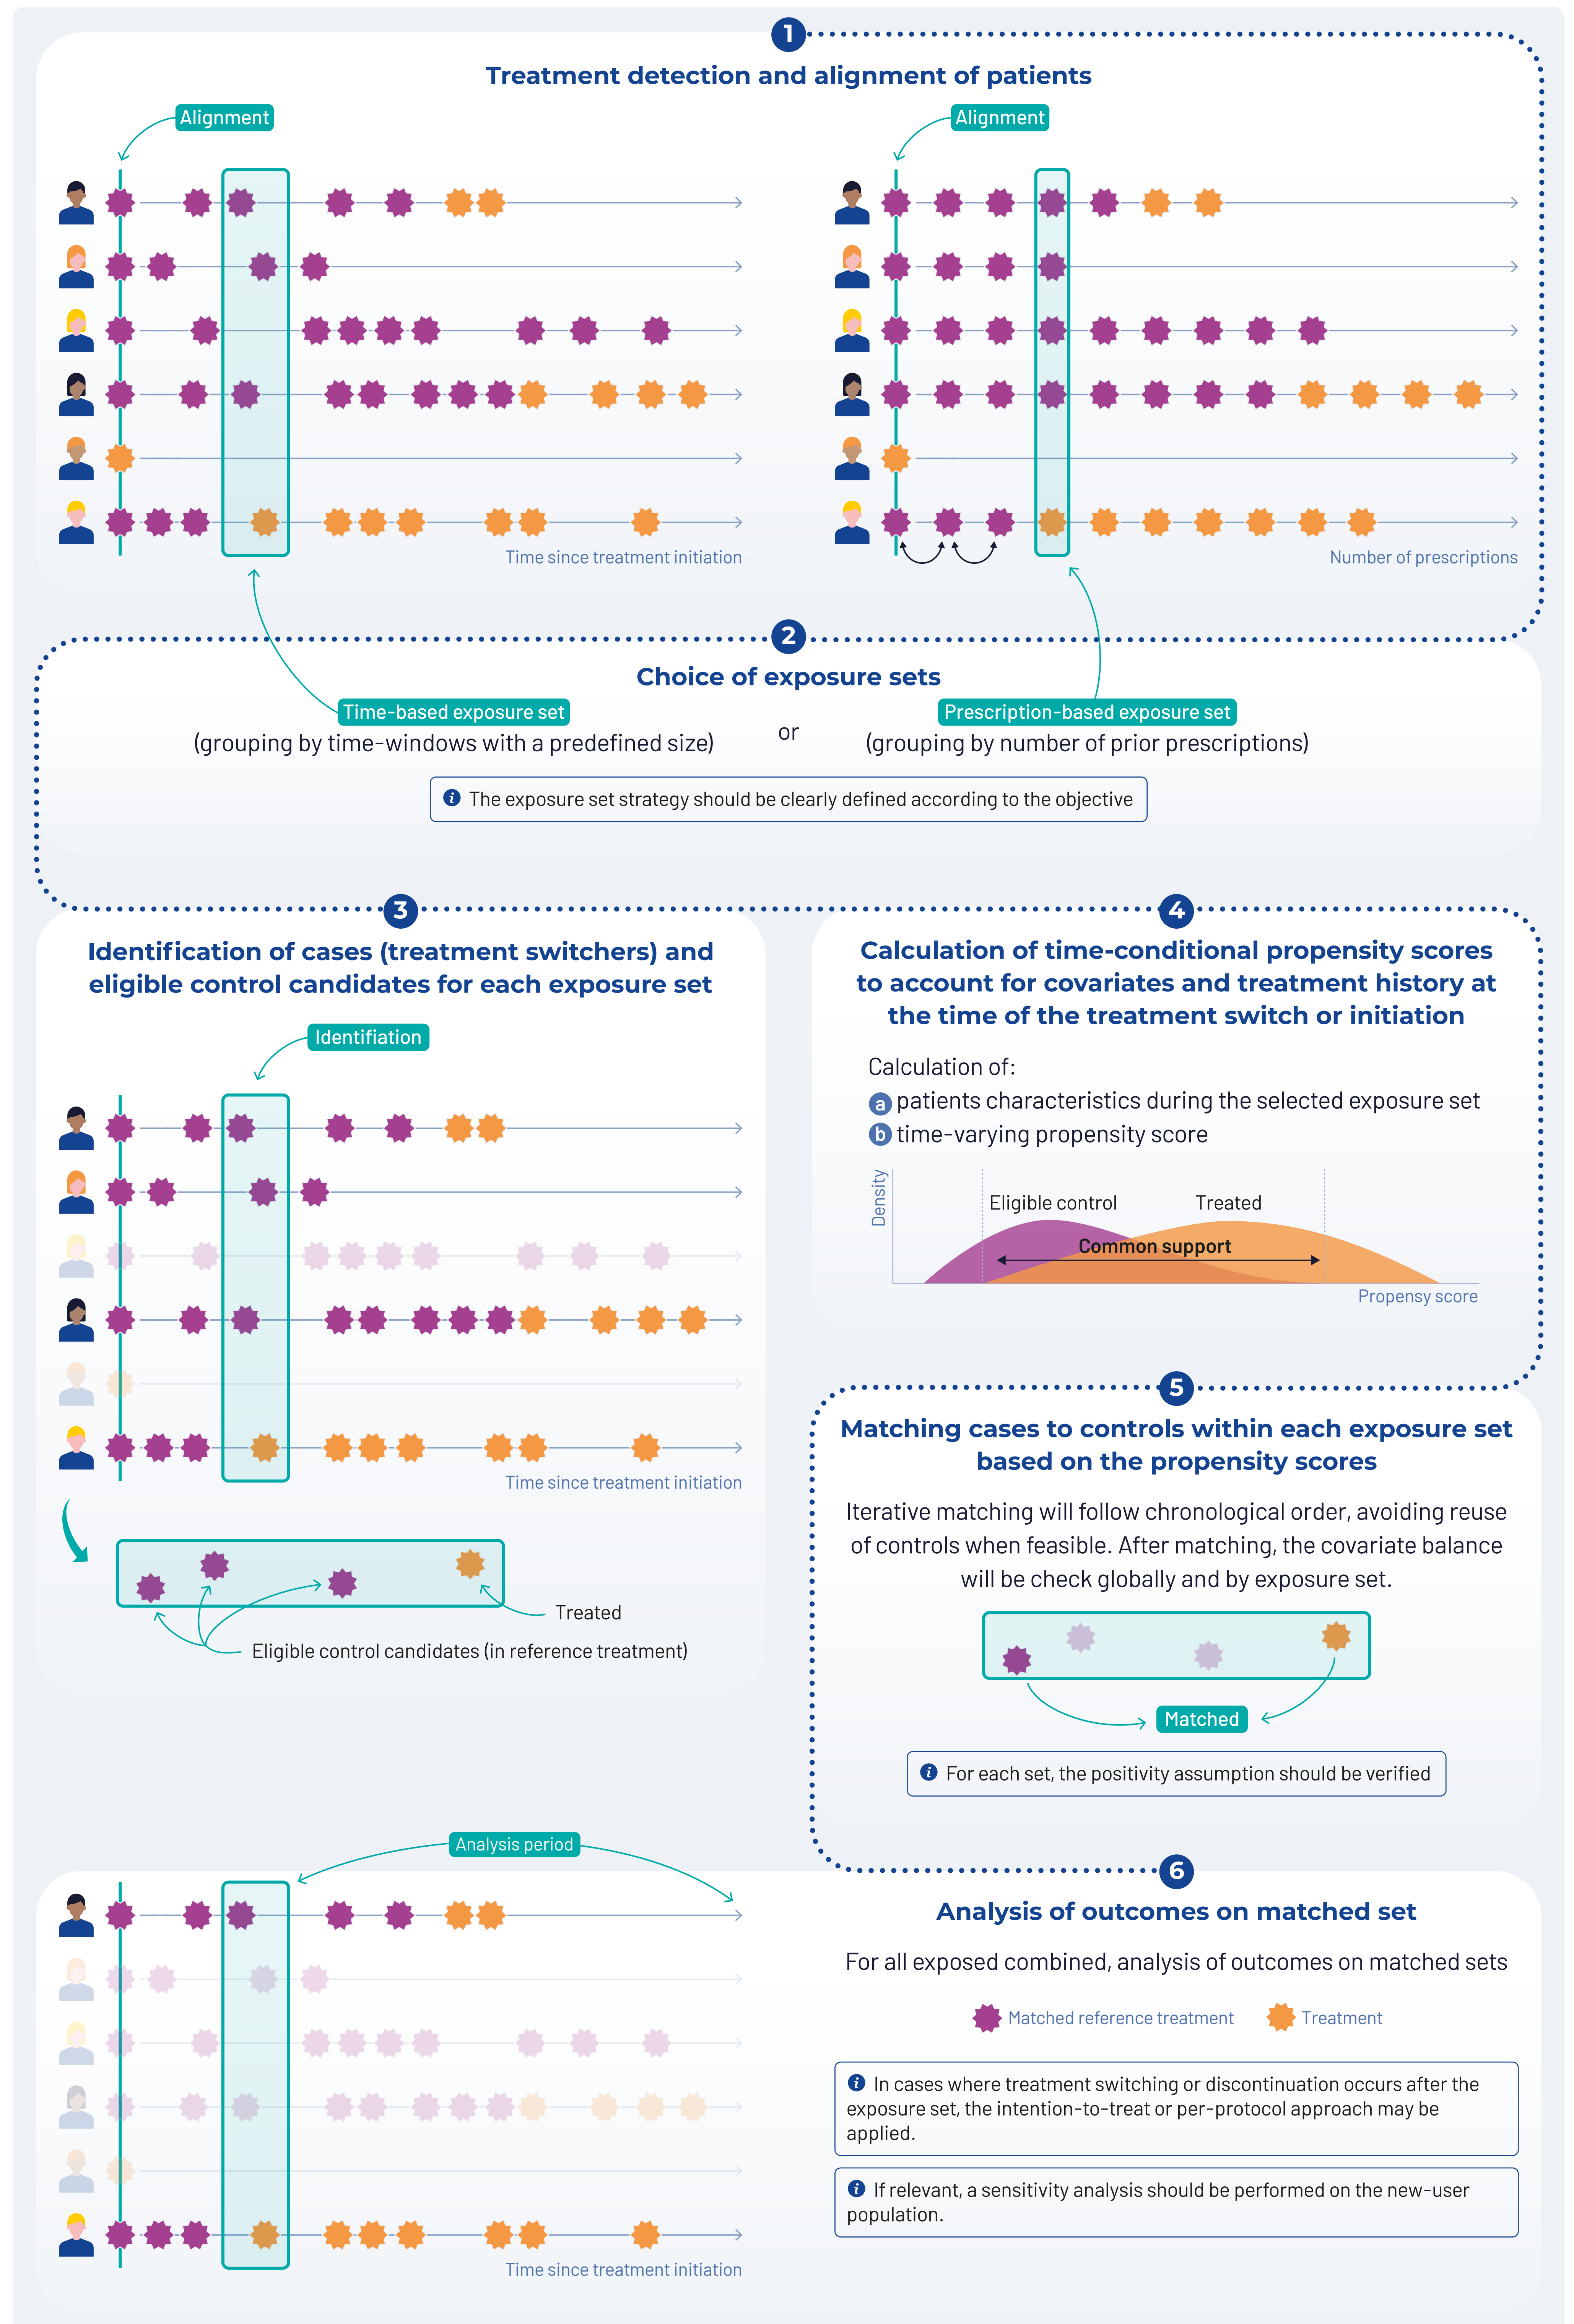 1
Treatment detection and alignment of patients
Alignment
Alignment
Time since treatment initiation
Number of prescriptions
2
Choice of exposure sets
Time-based exposure set
(grouping by time-windows with a predefined size)
or
Prescription-based exposure set
(grouping by number of prior prescriptions)
i The exposure set strategy should be clearly defined according to the objective
3
Identification of cases (treatment switchers) and
eligible control candidates for each exposure set
Identifiation
Time since treatment initiation
Treated
Eligible control candidates (in reference treatment)
4
Calculation of time-conditional propensity scores
to account for covariates and treatment history at
the time of the treatment switch or initiation
Calculation of:
a patients characteristics during the selected exposure set
b time-varying propensity score
Density
Eligible control
Treated
Common support
Propensy score
5
Matching cases to controls within each exposure set
based on the propensity scores
Iterative matching will follow chronological order, avoiding reuse
of controls when feasible. After matching, the covariate balance
will be check globally and by exposure set.
Matched
i For each set, the positivity assumption should be verified
Analysis period
Time since treatment initiation
6
Analysis of outcomes on matched set
For all exposed combined, analysis of outcomes on matched sets
Matched reference treatment
Treatment
i In cases where treatment switching or discontinuation occurs after the
exposure set, the intention-to-treat or per-protocol approach may be
applied.
i If relevant, a sensitivity analysis should be performed on the new-user
population.